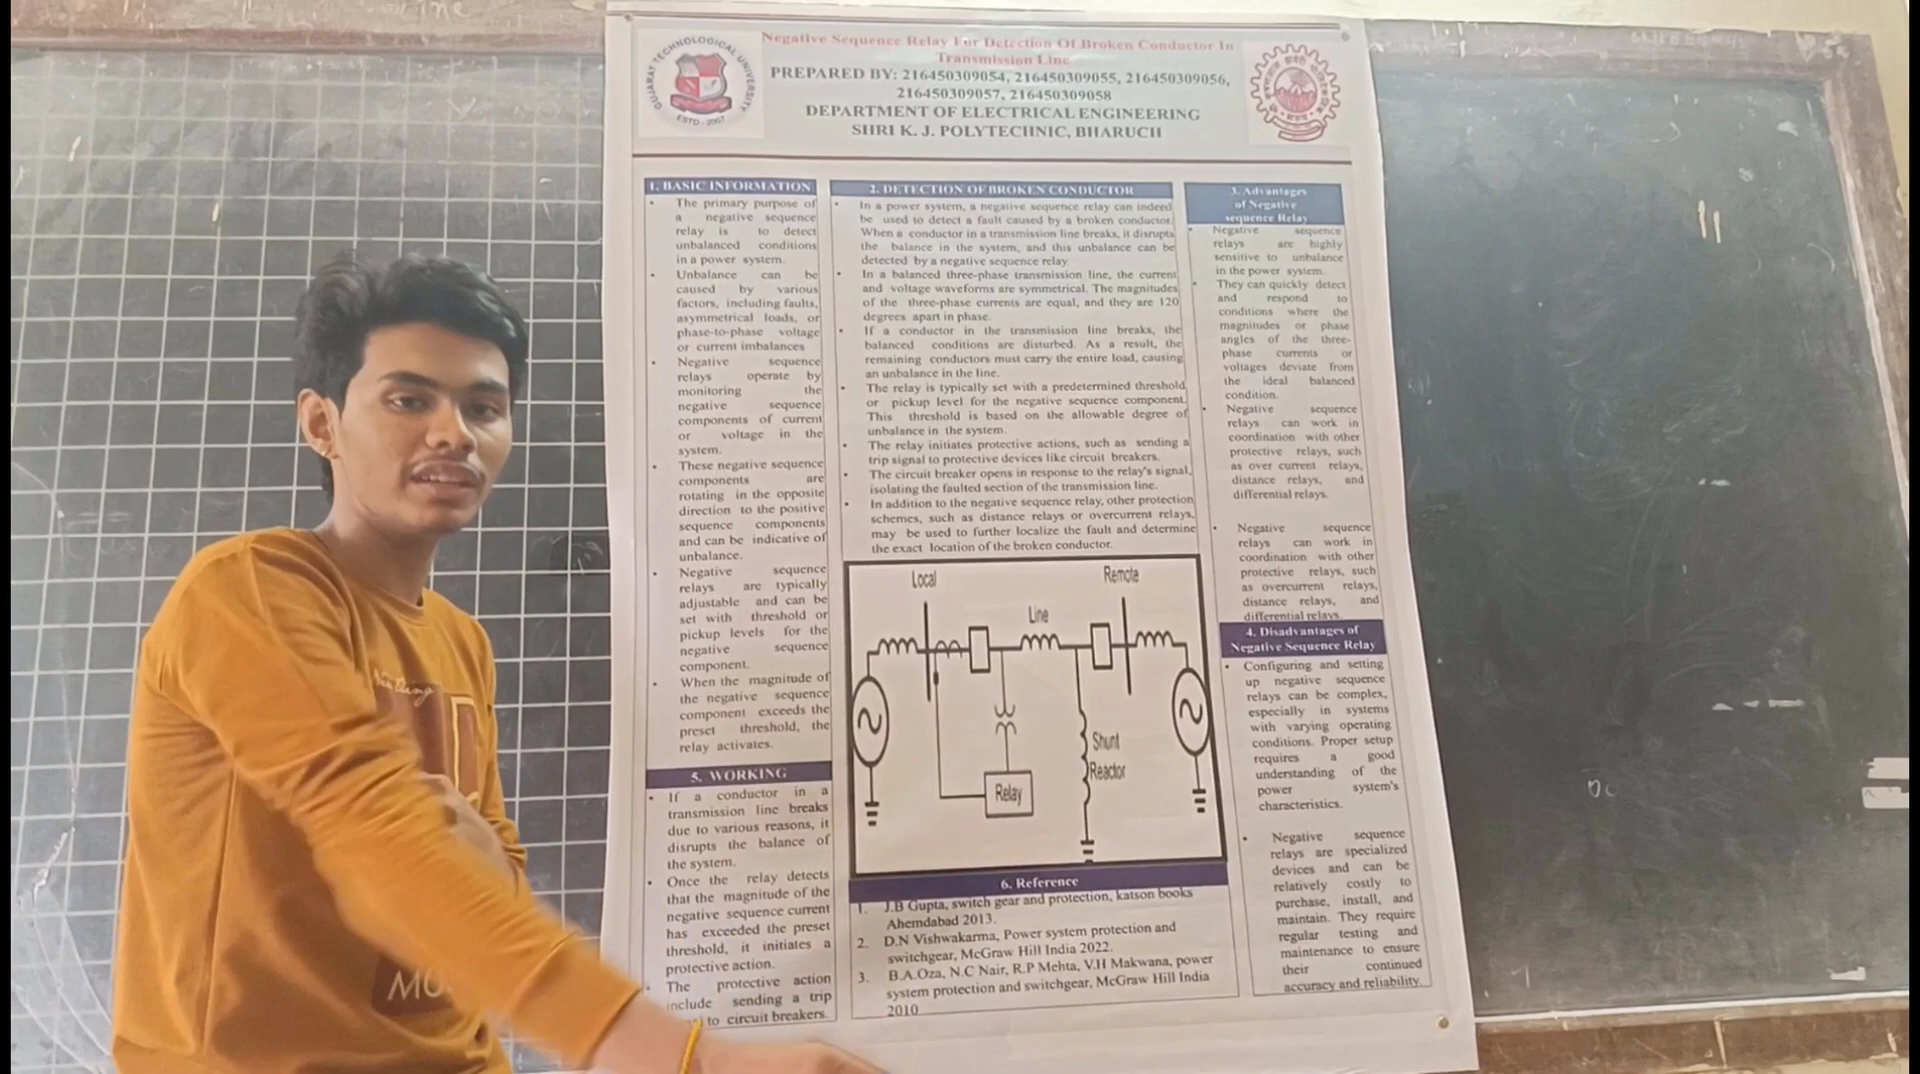 Negative Sequence Relay For Detection Of Broken Conductor In
Transmission Line
PREPARED BY: 216450309054, 216450309055, 216450309056,
216450309057, 216450309058
DEPARTMENT OF ELECTRICAL ENGINEERING
SHRI K. J. POLYTECHNIC, BHARUCH
GUJARAT TECHNOLOGICAL UNIVERSITY
ESTD - 2007
1. BASIC INFORMATION
• The primary purpose of
a negative sequence
relay is to detect
unbalanced conditions
in a power system.
• Unbalance can be
caused by various
factors, including faults,
asymmetrical loads, or
phase-to-phase voltage
or current imbalances
• Negative sequence
relays operate by
monitoring the
negative sequence
components of current
or voltage in the
system.
• These negative sequence
components are
rotating in the opposite
direction to the positive
sequence components
and can be indicative of
unbalance.
• Negative sequence
relays are typically
adjustable and can be
set with threshold or
pickup levels for the
negative sequence
component.
• When the magnitude of
the negative sequence
component exceeds the
preset threshold, the
relay activates.
5. WORKING
• If a conductor in a
transmission line breaks
due to various reasons, it
disrupts the balance of
the system.
• Once the relay detects
that the magnitude of the
negative sequence current
has exceeded the preset
threshold, it initiates a
protective action.
• The protective action
include sending a trip
to circuit breakers.
2. DETECTION OF BROKEN CONDUCTOR
• In a power system, a negative sequence relay can indeed
be used to detect a fault caused by a broken conductor.
When a conductor in a transmission line breaks, it disrupts
the balance in the system, and this unbalance can be
detected by a negative sequence relay
• In a balanced three-phase transmission line, the current
and voltage waveforms are symmetrical. The magnitudes
of the three-phase currents are equal, and they are 120
degrees apart in phase.
• If a conductor in the transmission line breaks, the
balanced conditions are disturbed. As a result, the
remaining conductors must carry the entire load, causing
an unbalance in the line.
• The relay is typically set with a predetermined threshold
or pickup level for the negative sequence component.
This threshold is based on the allowable degree of
unbalance in the system.
• The relay initiates protective actions, such as sending a
trip signal to protective devices like circuit breakers.
• The circuit breaker opens in response to the relay's signal,
isolating the faulted section of the transmission line.
• In addition to the negative sequence relay, other protection
schemes, such as distance relays or overcurrent relays,
may be used to further localize the fault and determine
the exact location of the broken conductor.
Local
Remote
Line
Shunt
Reactor
Relay
6. Reference
1. J.B Gupta, switch gear and protection, katson books
Ahemdabad 2013.
2. D.N Vishwakarma, Power system protection and
switchgear, McGraw Hill India 2022.
3. B.A.Oza, N.C Nair, R.P Mehta, V.H Makwana, power
system protection and switchgear, McGraw Hill India
2010
3. Advantages
of Negative
sequence Relay
• Negative sequence
relays are highly
sensitive to unbalance
in the power system.
• They can quickly detect
and respond to
conditions where the
magnitudes or phase
angles of the three-
phase currents or
voltages deviate from
the ideal balanced
condition.
• Negative sequence
relays can work in
coordination with other
protective relays, such
as over current relays,
distance relays, and
differential relays.
• Negative sequence
relays can work in
coordination with other
protective relays, such
as overcurrent relays,
distance relays, and
differential relays.
4. Disadvantages of
Negative Sequence Relay
• Configuring and setting
up negative sequence
relays can be complex,
especially in systems
with varying operating
conditions. Proper setup
requires a good
understanding of the
power system's
characteristics.
• Negative sequence
relays are specialized
devices and can be
relatively costly to
purchase, install, and
maintain. They require
regular testing and
maintenance to ensure
their continued
accuracy and reliability.